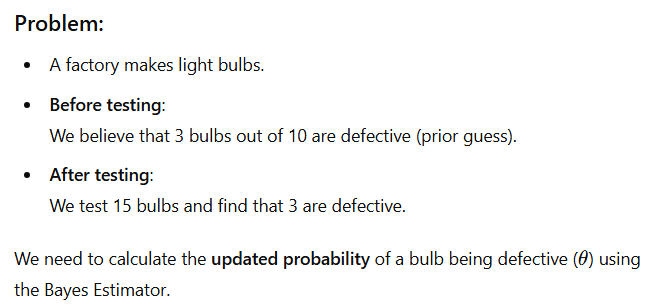 Problem:
• A factory makes light bulbs.
• Before testing:
We believe that 3 bulbs out of 10 are defective (prior guess).
• After testing:
We test 15 bulbs and find that 3 are defective.
We need to calculate the updated probability of a bulb being defective (θ) using
the Bayes Estimator.